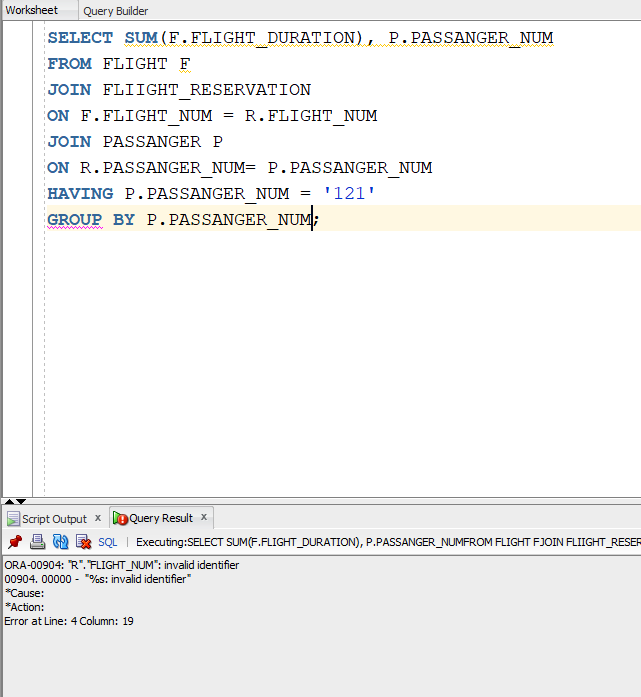 Worksheet Query Builder
SELECT SUM(F.FLIGHT_DURATION), P.PASSANGER_NUM
FROM FLIGHT F
JOIN FLIIGHT_RESERVATION
ON F.FLIGHT_NUM = R.FLIGHT_NUM
JOIN PASSANGER P
ON R.PASSANGER_NUM= P.PASSANGER_NUM
HAVING P.PASSANGER_NUM = '121'
GROUP BY P.PASSANGER_NUM;
Script Output x Query Result x
SQL | Executing:SELECT SUM(F.FLIGHT_DURATION), P.PASSANGER_NUMFROM FLIGHT FJOIN FLIIGHT_RESER
ORA-00904: "R"."FLIGHT_NUM": invalid identifier
00904. 00000 - "%s: invalid identifier"
*Cause:
*Action:
Error at Line: 4 Column: 19